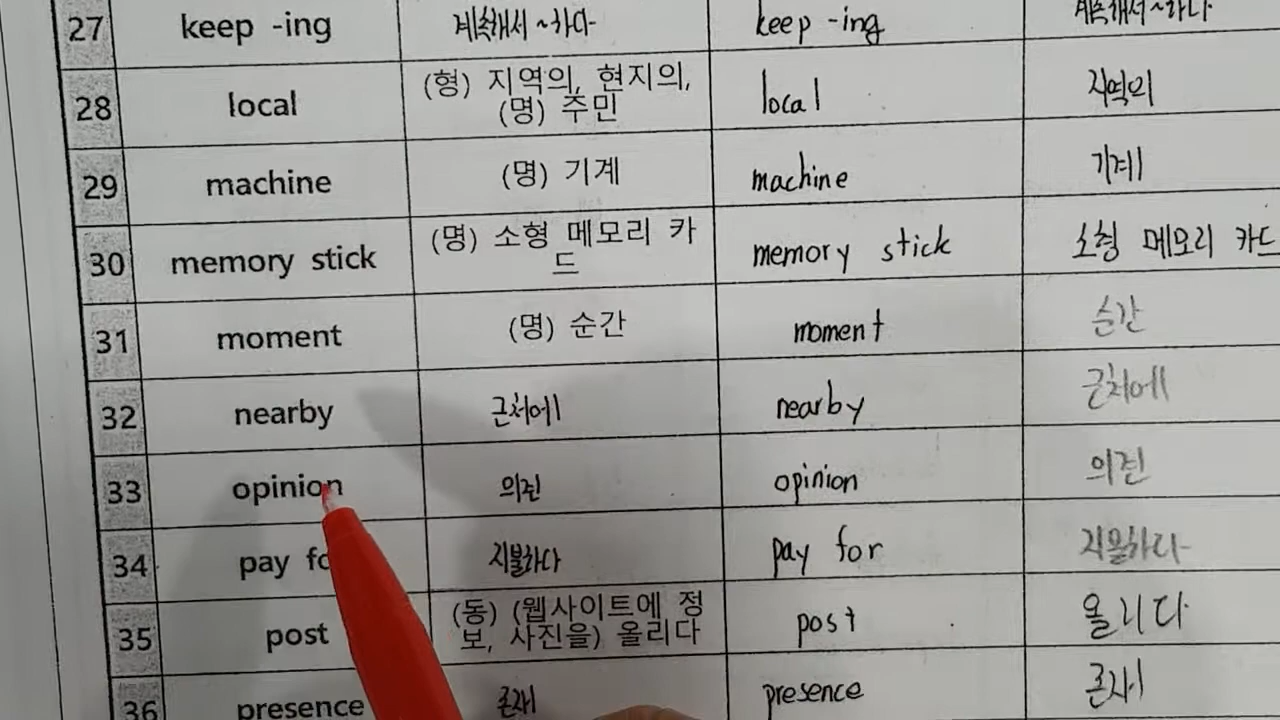 27 keep -ing 계속해서 ~하다 keep -ing 계속해서 ~하다
28 local (형) 지역의, 현지의, (명) 주민 local 지역의
29 machine (명) 기계 machine 기계
30 memory stick (명) 소형 메모리 카드 memory stick 소형 메모리 카드
31 moment (명) 순간 moment 순간
32 nearby 근처에 nearby 근처에
33 opinion 의견 opinion 의견
34 pay 지불하다 pay for 지불하다
35 post (동) (웹사이트에 정보, 사진을) 올리다 post 올리다
36 presence 존재 presence 존재